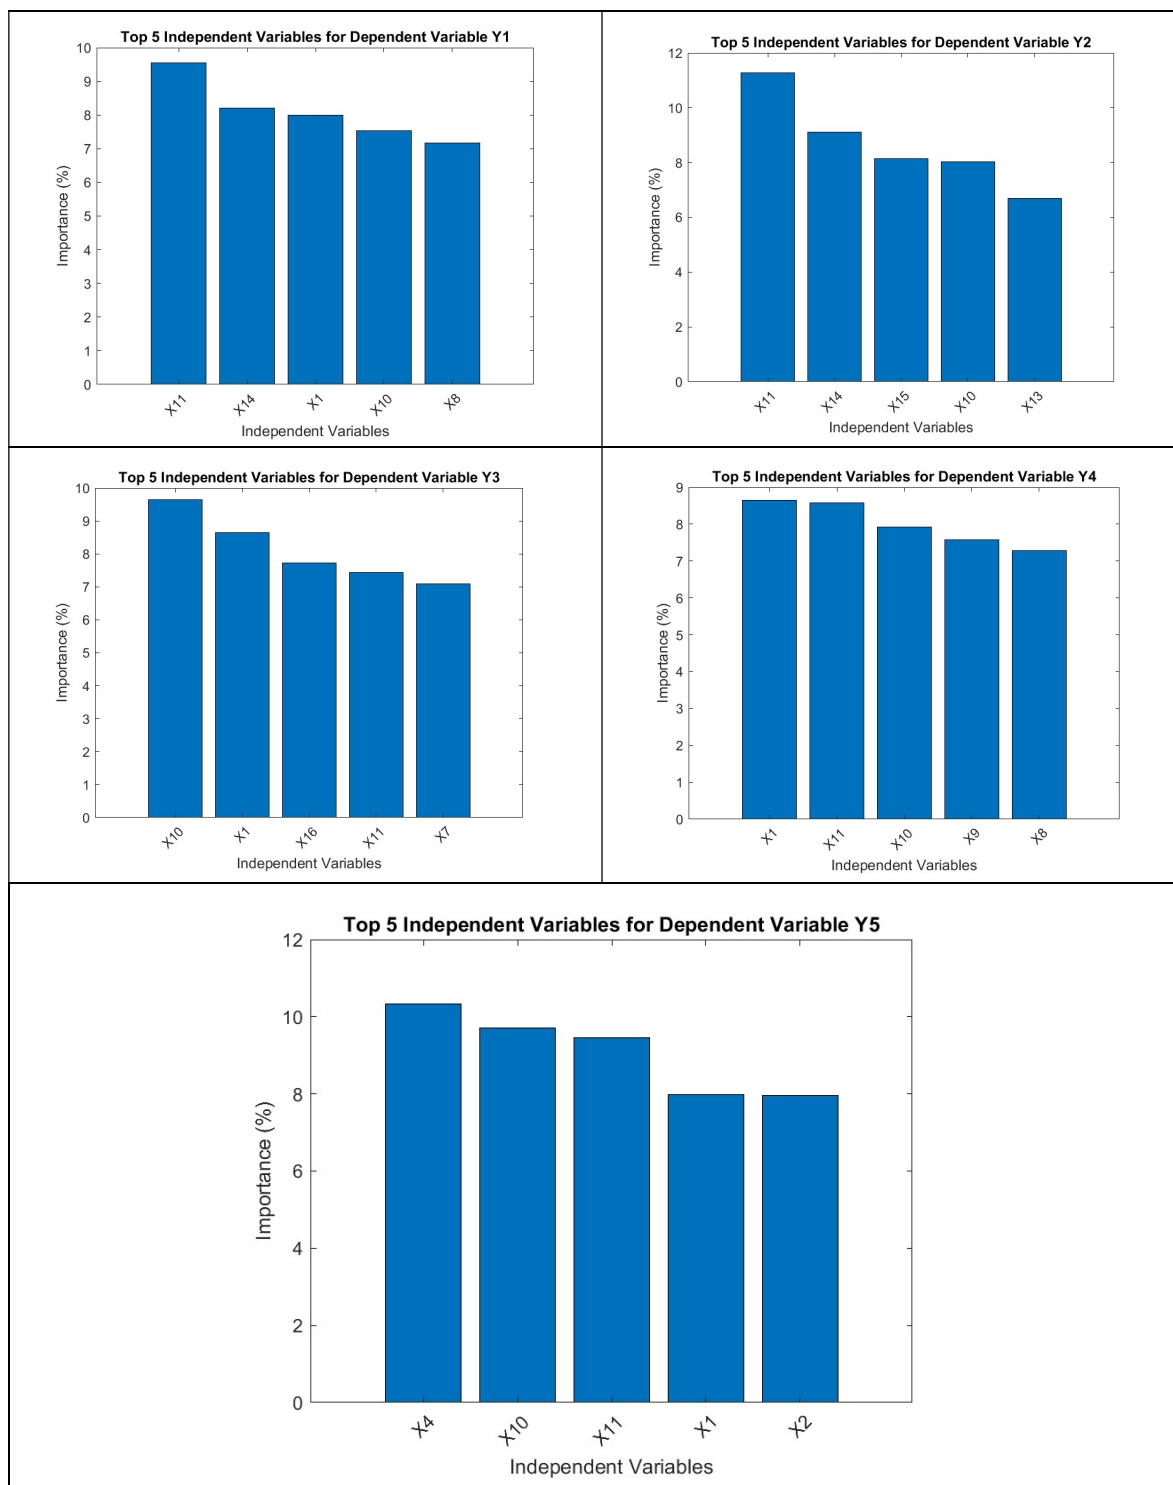 Top 5 Independent Variables for Dependent Variable Y1
10
9
8
7
6
5
4
3
2
1
0
Importance (%)
X11 X14 X1 X10 X8
Independent Variables
Top 5 Independent Variables for Dependent Variable Y2
12
10
8
6
4
2
0
Importance (%)
X11 X14 X15 X10 X13
Independent Variables
Top 5 Independent Variables for Dependent Variable Y3
10
9
8
7
6
5
4
3
2
1
0
Importance (%)
X10 X1 X16 X11 X7
Independent Variables
Top 5 Independent Variables for Dependent Variable Y4
9
8
7
6
5
4
3
2
1
0
Importance (%)
X1 X11 X10 X9 X8
Independent Variables
Top 5 Independent Variables for Dependent Variable Y5
12
10
8
6
4
2
0
Importance (%)
X4 X10 X11 X1 X2
Independent Variables